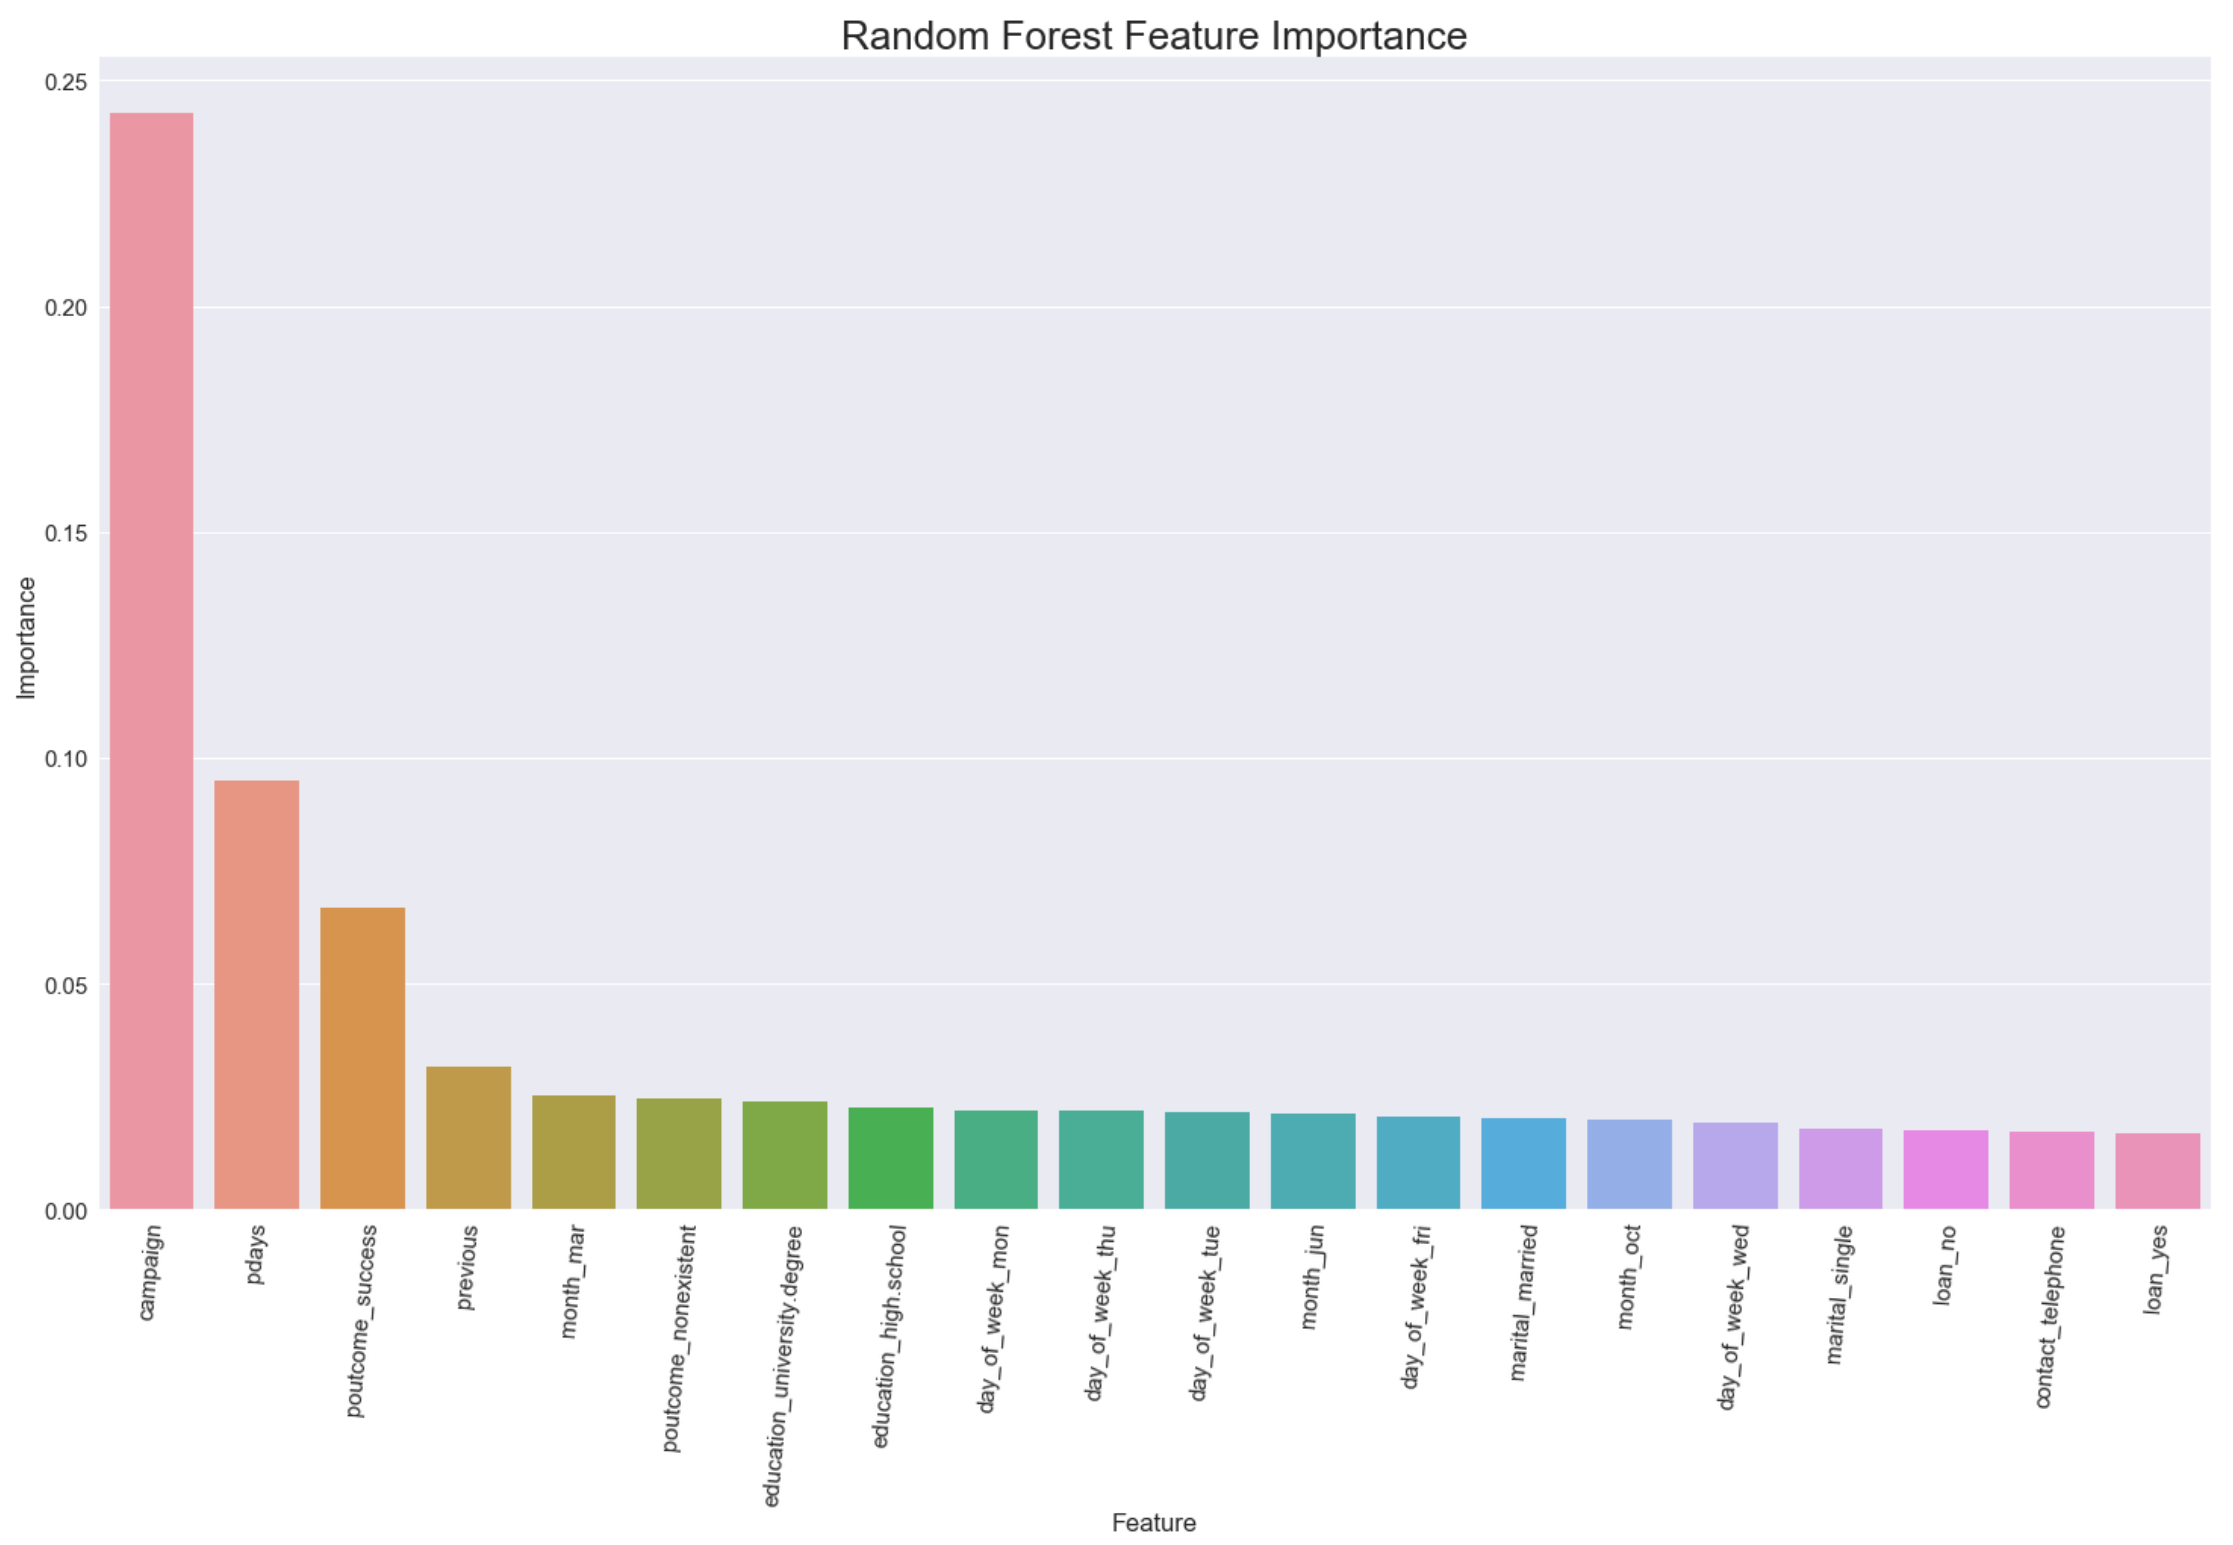 Random Forest Feature Importance
0.25
0.20
0.15
0.10
0.05
0.00
Importance
campaign
pdays
poutcome_success
previous
month_mar
poutcome_nonexistent
education_university.degree
education_high.school
day_of_week_mon
day_of_week_thu
day_of_week_tue
month_jun
day_of_week_fri
marital_married
month_oct
day_of_week_wed
marital_single
loan_no
contact_telephone
loan_yes
Feature